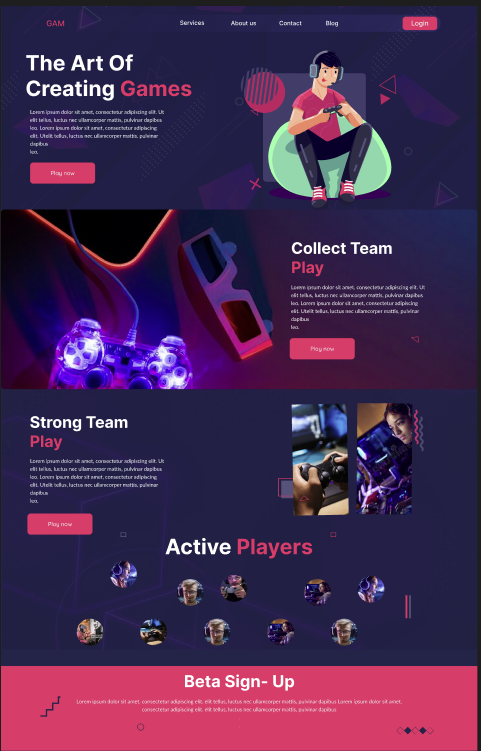 GAM
Services
About us
Contact
Blog
Login
The Art Of
Creating Games
Lorem ipsum dolor sit amet, consectetur adipiscing elit. Ut
elit tellus, luctus nec ullamcorper mattis, pulvinar dapibus
leo. Lorem ipsum dolor sit amet, consectetur adipiscing
elit. Utelit tellus, luctus nec ullamcorper mattis, pulvinar
dapibus
leo.
Play now
Collect Team
Play
Lorem ipsum dolor sit amet, consectetur adipiscing elit. Ut
elit tellus, luctus nec ullamcorper mattis, pulvinar dapibus
leo. Lorem ipsum dolor sit amet, consectetur adipiscing
elit. Utelit tellus, luctus nec ullamcorper mattis, pulvinar
dapibus
leo.
Play now
Strong Team
Play
Lorem ipsum dolor sit amet, consectetur adipiscing elit. Ut
elit tellus, luctus nec ullamcorper mattis, pulvinar dapibus
leo. Lorem ipsum dolor sit amet, consectetur adipiscing
elit. Utelit tellus, luctus nec ullamcorper mattis, pulvinar
dapibus
leo.
Play now
Active Players
Beta Sign- Up
Lorem ipsum dolor sit amet, consectetur adipiscing elit, elit tellus, luctus nec ullamcorper mattis, pulvinar dapibus Lorem ipsum dolor sit amet,
consectetur adipiscing elit, elit tellus, luctus nec ullamcorper mattis, pulvinar dapibus